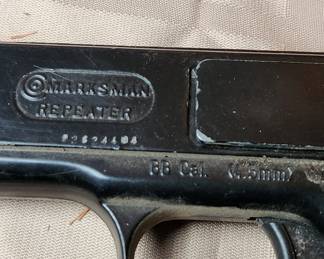 MARKSMAN
REPEATER
BB Cal. (4.5mm)